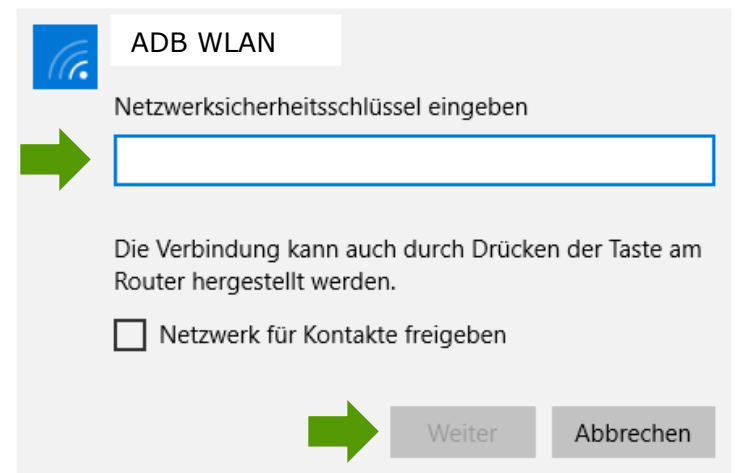 ADB WLAN
Netzwerksicherheitsschlüssel eingeben
Die Verbindung kann auch durch Drücken der Taste am
Router hergestellt werden.
Netzwerk für Kontakte freigeben
Weiter Abbrechen